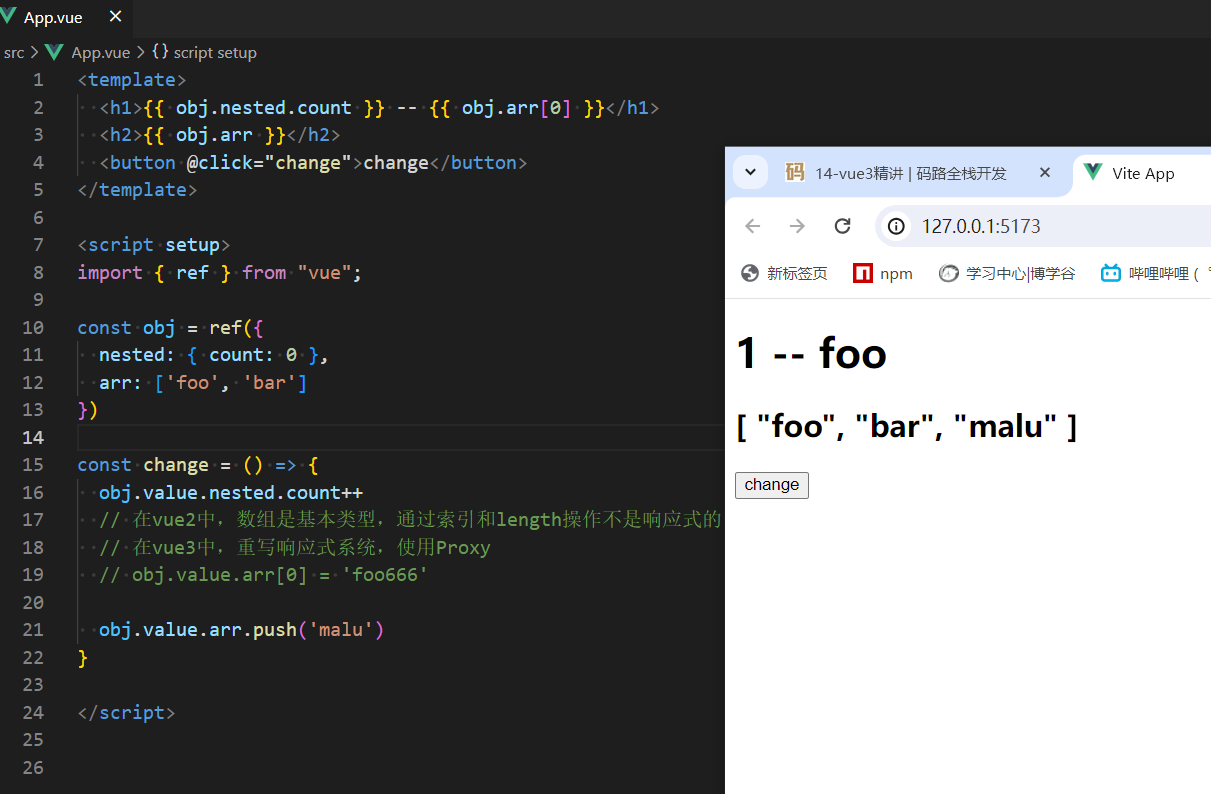 App.vue ×
src > App.vue > {} script setup
1 <template>
2 <h1>{{ obj.nested.count }} -- {{ obj.arr[0] }}</h1>
3 <h2>{{ obj.arr }}</h2>
4 <button @click="change">change</button>
5 </template>
6
7 <script setup>
8 import { ref } from "vue";
9
10 const obj = ref({
11 nested: { count: 0 },
12 arr: ['foo', 'bar']
13 })
14
15 const change = () => {
16 obj.value.nested.count++
17 // 在vue2中，数组是基本类型，通过索引和length操作不是响应式的
18 // 在vue3中，重写响应式系统，使用Proxy
19 // obj.value.arr[0] = 'foo666'
20
21 obj.value.arr.push('malu')
22 }
23
24 </script>
25
26
码 14-vue3精讲 | 码路全栈开发 × Vite App
127.0.0.1:5173
新标签页 npm 学习中心|博学谷 哔哩哔哩 (
1 -- foo
[ "foo", "bar", "malu" ]
change